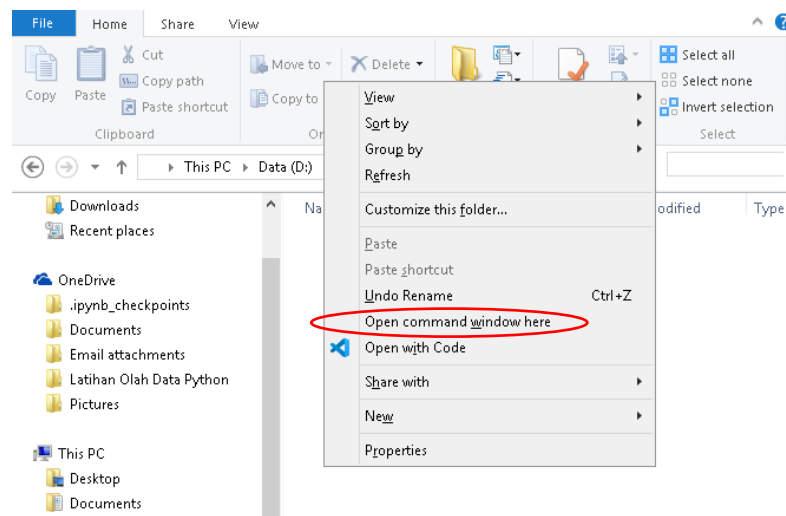 File Home Share View
Cut
Copy path
Paste shortcut
Copy Paste
Clipboard
Move to
Copy to
Or
Delete
Select all
Select none
Invert selection
Select
This PC Data (D:)
Downloads
Recent places
OneDrive
.ipynb_checkpoints
Documents
Email attachments
Latihan Olah Data Python
Pictures
This PC
Desktop
Documents
Na
odified Type
View
Sort by
Group by
Refresh
Customize this folder...
Paste
Paste shortcut
Undo Rename Ctrl+Z
Open command window here
Open with Code
Share with
New
Properties